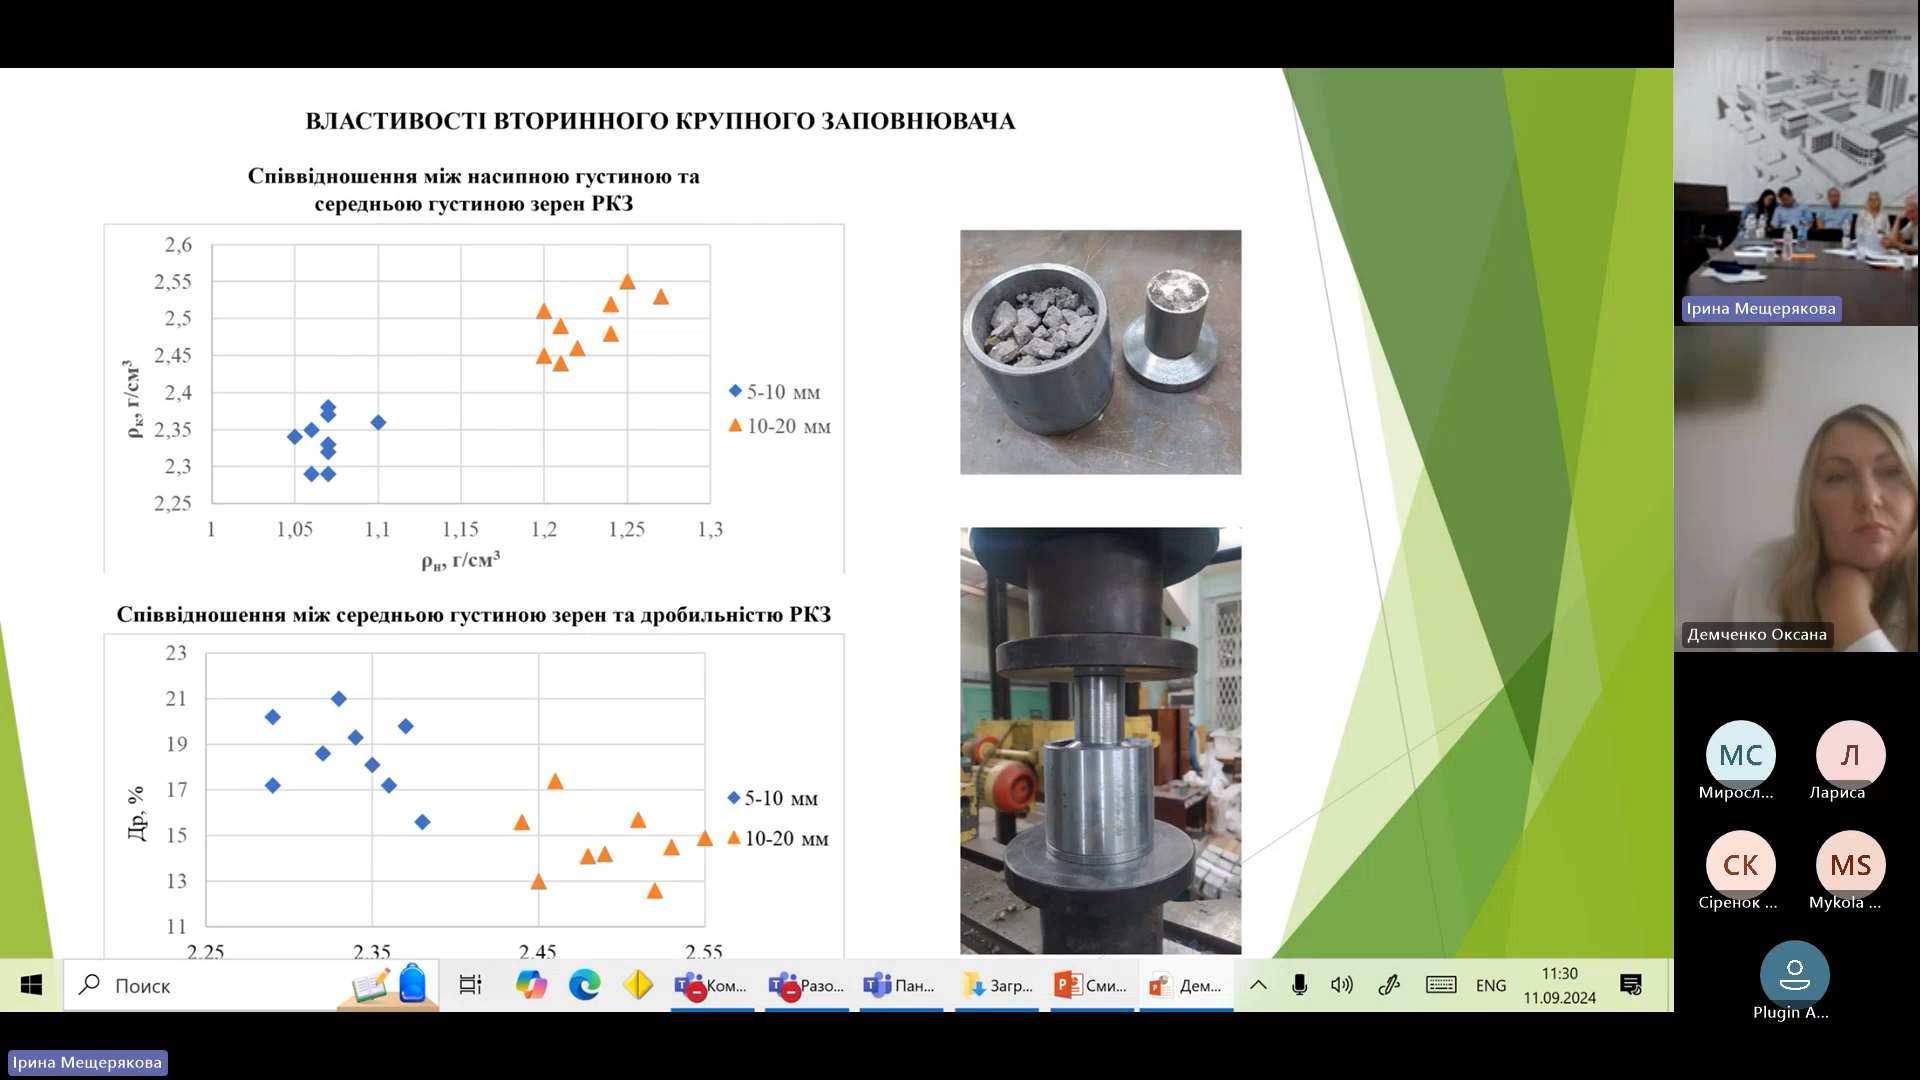 ВЛАСТИВОСТІ ВТОРИННОГО КРУПНОГО ЗАПОВНЮВАЧА
Співвідношення між насипною густиною та
середньою густиною зерен РКЗ
2,6
2,55
2,5
2,45
2,4
2,35
2,3
2,25
1
1,05
1,1
1,15
1,2
1,25
1,3
ρк, г/см³
ρн, г/см³
5-10 мм
10-20 мм
Співвідношення між середньою густиною зерен та дробильністю РКЗ
23
21
19
17
15
13
11
2,25
2,35
2,45
2,55
Др, %
5-10 мм
10-20 мм
Поиск
Ком...
Разо...
Пан...
Загр...
Сми...
Дем...
ENG
11:30
11.09.2024
Ірина Мещерякова
Ірина Мещерякова
Демченко Оксана
МС
Миросл...
Л
Лариса
СК
Сіренок ...
MS
Mykola ...
Plugin A...